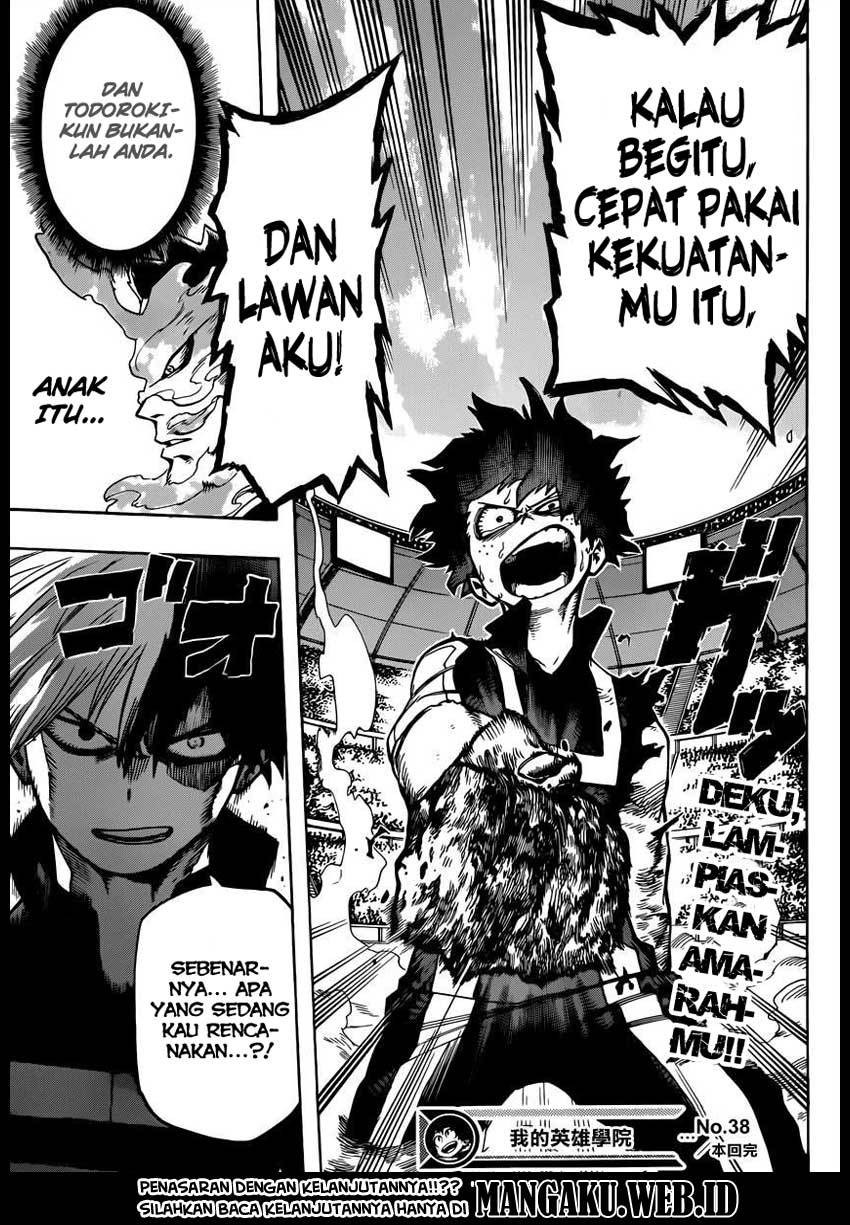 KALAU
BEGITU,
CEPAT PAKAI
KEKUATAN-
MU ITU,
DAN
LAWAN
AKU!
DAN
TODOROKI-
KUN BUKAN-
LAH ANDA.
ANAK
ITU...
ゴオ
ゴオ
DEKU,
LAM-
PIAS-
KAN
AMA-
RAH-
MU!!
SEBENAR-
NYA... APA
YANG SEDANG
KAU RENCA-
NAKAN...?!
我的英雄學院
No.38
.../本回完
PENASARAN DENGAN KELANJUTANNYA!!??
SILAHKAN BACA KELANJUTANNYA HANYA DI MANGAKU.WEB.ID